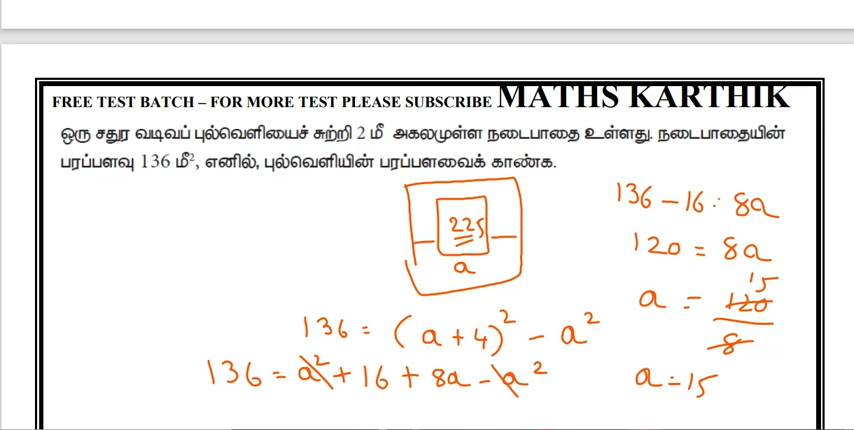 FREE TEST BATCH – FOR MORE TEST PLEASE SUBSCRIBE MATHS KARTHIK
ஒரு சதுர வடிவப் புல்வெளியைச் சுற்றி 2 மீ அகலமுள்ள நடைபாதை உள்ளது. நடைபாதையின்
பரப்பளவு 136 மீ², எனில், புல்வெளியின் பரப்பளவைக் காண்க.
225
a
136 = (a + 4)² − a²
136 = a² + 16 + 8a − a²
136 − 16 = 8a
120 = 8a
15
a = 120
8
a = 15